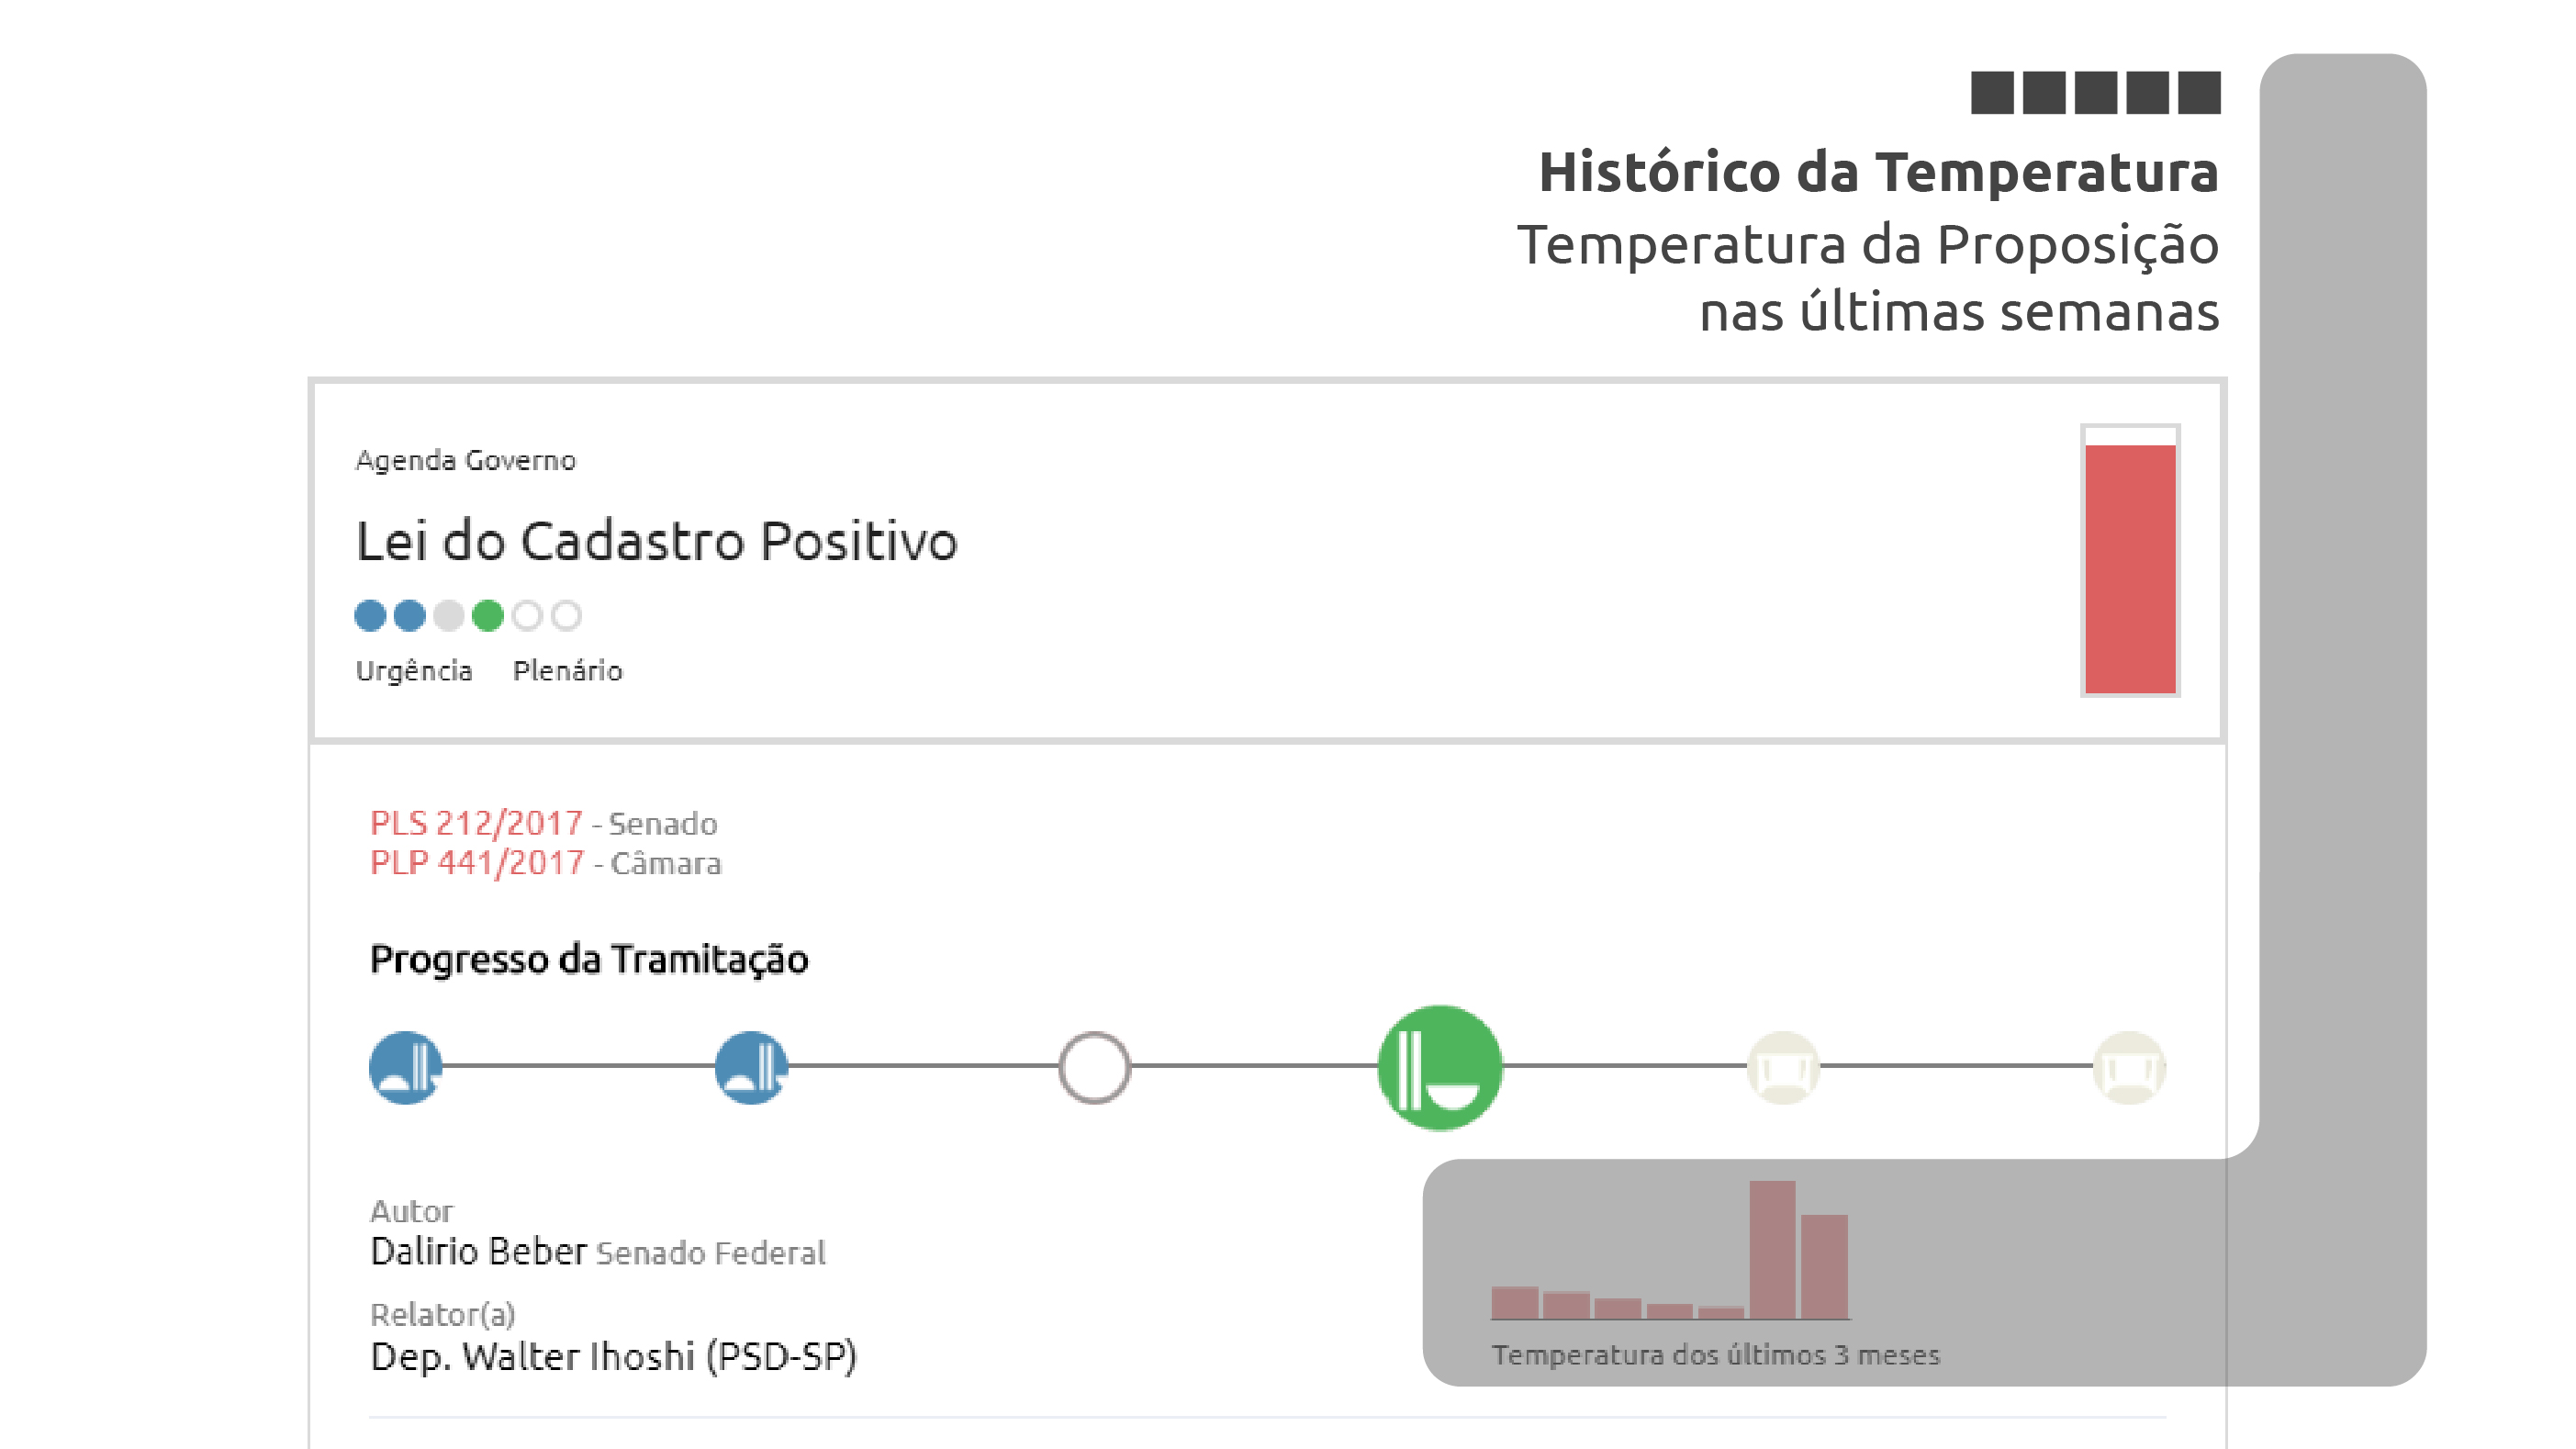 Histórico da Temperatura
Temperatura da Proposição
nas últimas semanas
Agenda Governo
Lei do Cadastro Positivo
Urgência Plenário
PLS 212/2017 - Senado
PLP 441/2017 - Câmara
Progresso da Tramitação
Autor
Dalirio Beber Senado Federal
Relator(a)
Dep. Walter Ihoshi (PSD-SP)
Temperatura dos últimos 3 meses